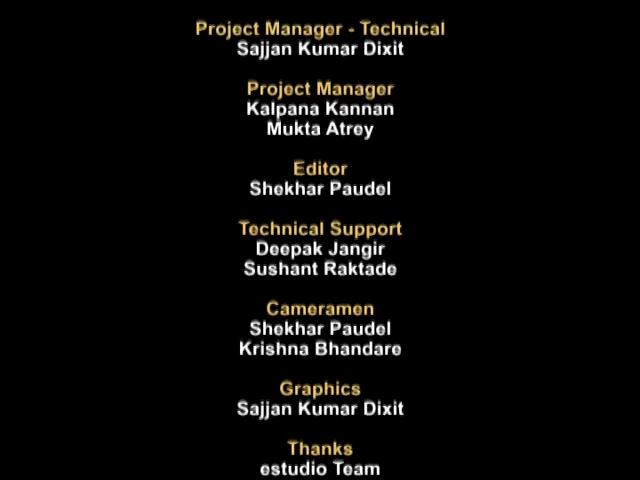 Project Manager - Technical
Sajjan Kumar Dixit
Project Manager
Kalpana Kannan
Mukta Atrey
Editor
Shekhar Paudel
Technical Support
Deepak Jangir
Sushant Raktade
Cameramen
Shekhar Paudel
Krishna Bhandare
Graphics
Sajjan Kumar Dixit
Thanks
estudio Team